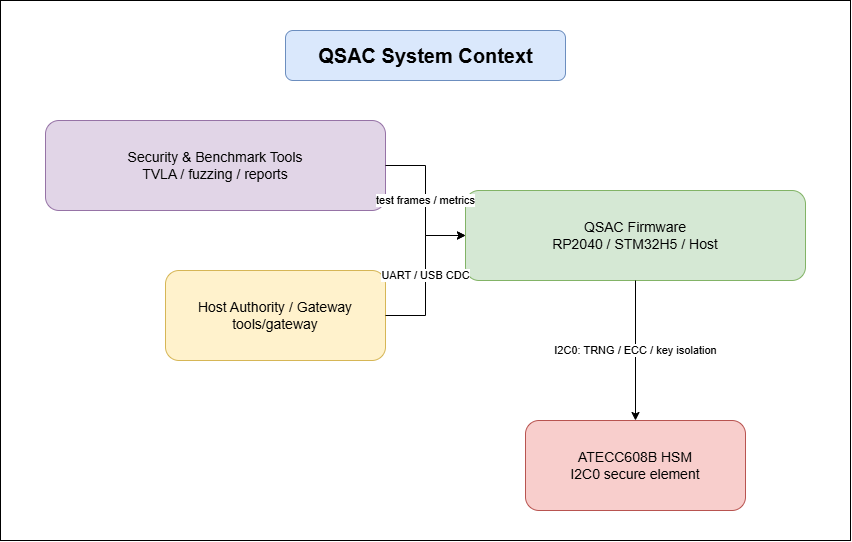 QSAC System Context
Security & Benchmark Tools
TVLA / fuzzing / reports
test frames / metrics
QSAC Firmware
RP2040 / STM32H5 / Host
UART / USB CDC
Host Authority / Gateway
tools/gateway
I2C0: TRNG / ECC / key isolation
ATECC608B HSM
I2C0 secure element